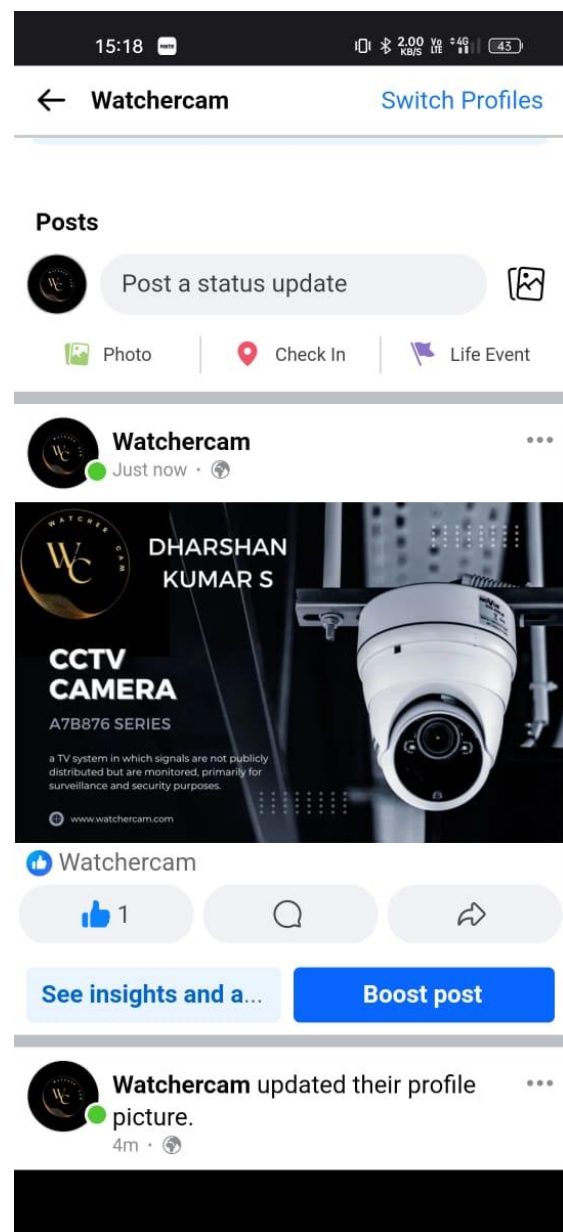 15:18
2.00
KB/S
Vo
LTE
4G
43
Watchercam
Switch Profiles
Posts
Post a status update
Photo
Check In
Life Event
Watchercam
Just now ·
WATCHER CAM
WC
DHARSHAN
KUMAR S
CCTV
CAMERA
A7B876 SERIES
a TV system in which signals are not publicly
distributed but are monitored, primarily for
surveillance and security purposes.
www.watchercam.com
Watchercam
1
See insights and a...
Boost post
Watchercam updated their profile
picture.
4m ·